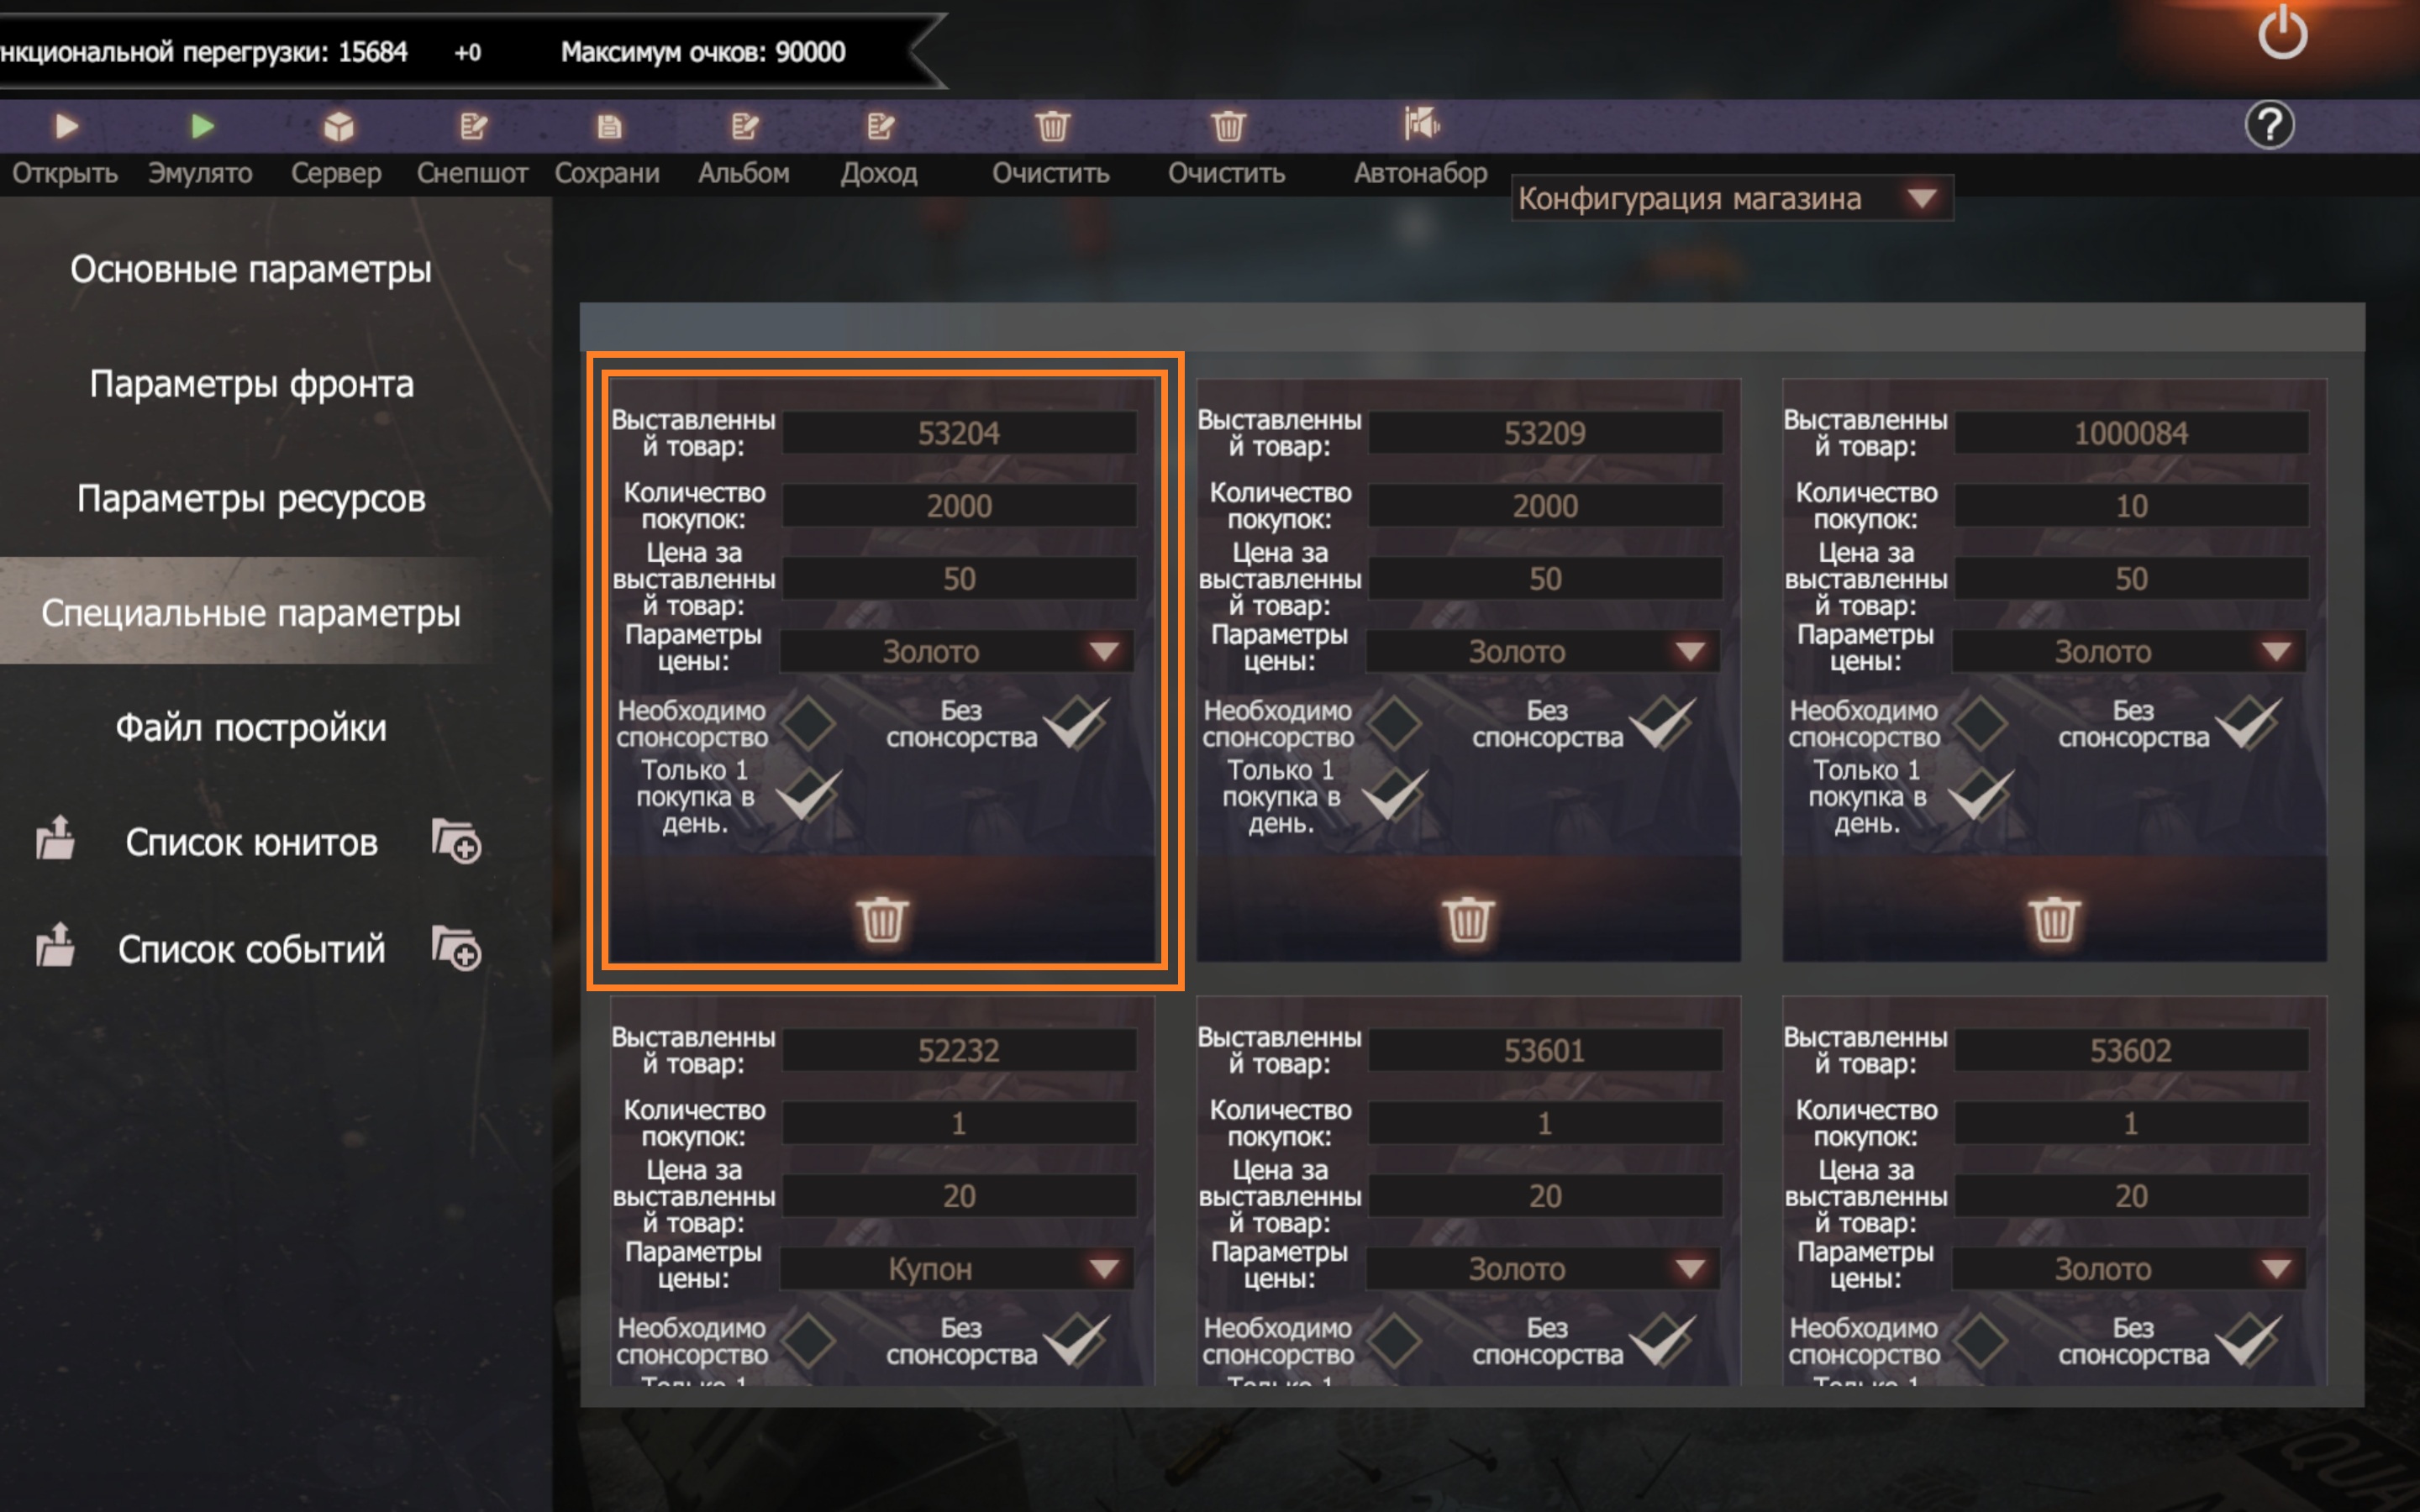 нкциональной перегрузки: 15684 +0 Максимум очков: 90000
Открыть Эмулято Сервер Снепшот Сохрани Альбом Доход Очистить Очистить Автонабор
Конфигурация магазина
?
Основные параметры
Параметры фронта
Параметры ресурсов
Специальные параметры
Файл постройки
Список юнитов
Список событий
Выставленны
й товар:
53204
Количество
покупок:
2000
Цена за
выставленны
й товар:
50
Параметры
цены:
Золото
Необходимо
спонсорство
Без
спонсорства
Только 1
покупка в
день.
Выставленны
й товар:
53209
Количество
покупок:
2000
Цена за
выставленны
й товар:
50
Параметры
цены:
Золото
Необходимо
спонсорство
Без
спонсорства
Только 1
покупка в
день.
Выставленны
й товар:
1000084
Количество
покупок:
10
Цена за
выставленны
й товар:
50
Параметры
цены:
Золото
Необходимо
спонсорство
Без
спонсорства
Только 1
покупка в
день.
Выставленны
й товар:
52232
Количество
покупок:
1
Цена за
выставленны
й товар:
20
Параметры
цены:
Купон
Необходимо
спонсорство
Без
спонсорства
Только 1
Выставленны
й товар:
53601
Количество
покупок:
1
Цена за
выставленны
й товар:
20
Параметры
цены:
Золото
Необходимо
спонсорство
Без
спонсорства
Только 1
Выставленны
й товар:
53602
Количество
покупок:
1
Цена за
выставленны
й товар:
20
Параметры
цены:
Золото
Необходимо
спонсорство
Без
спонсорства
Только 1